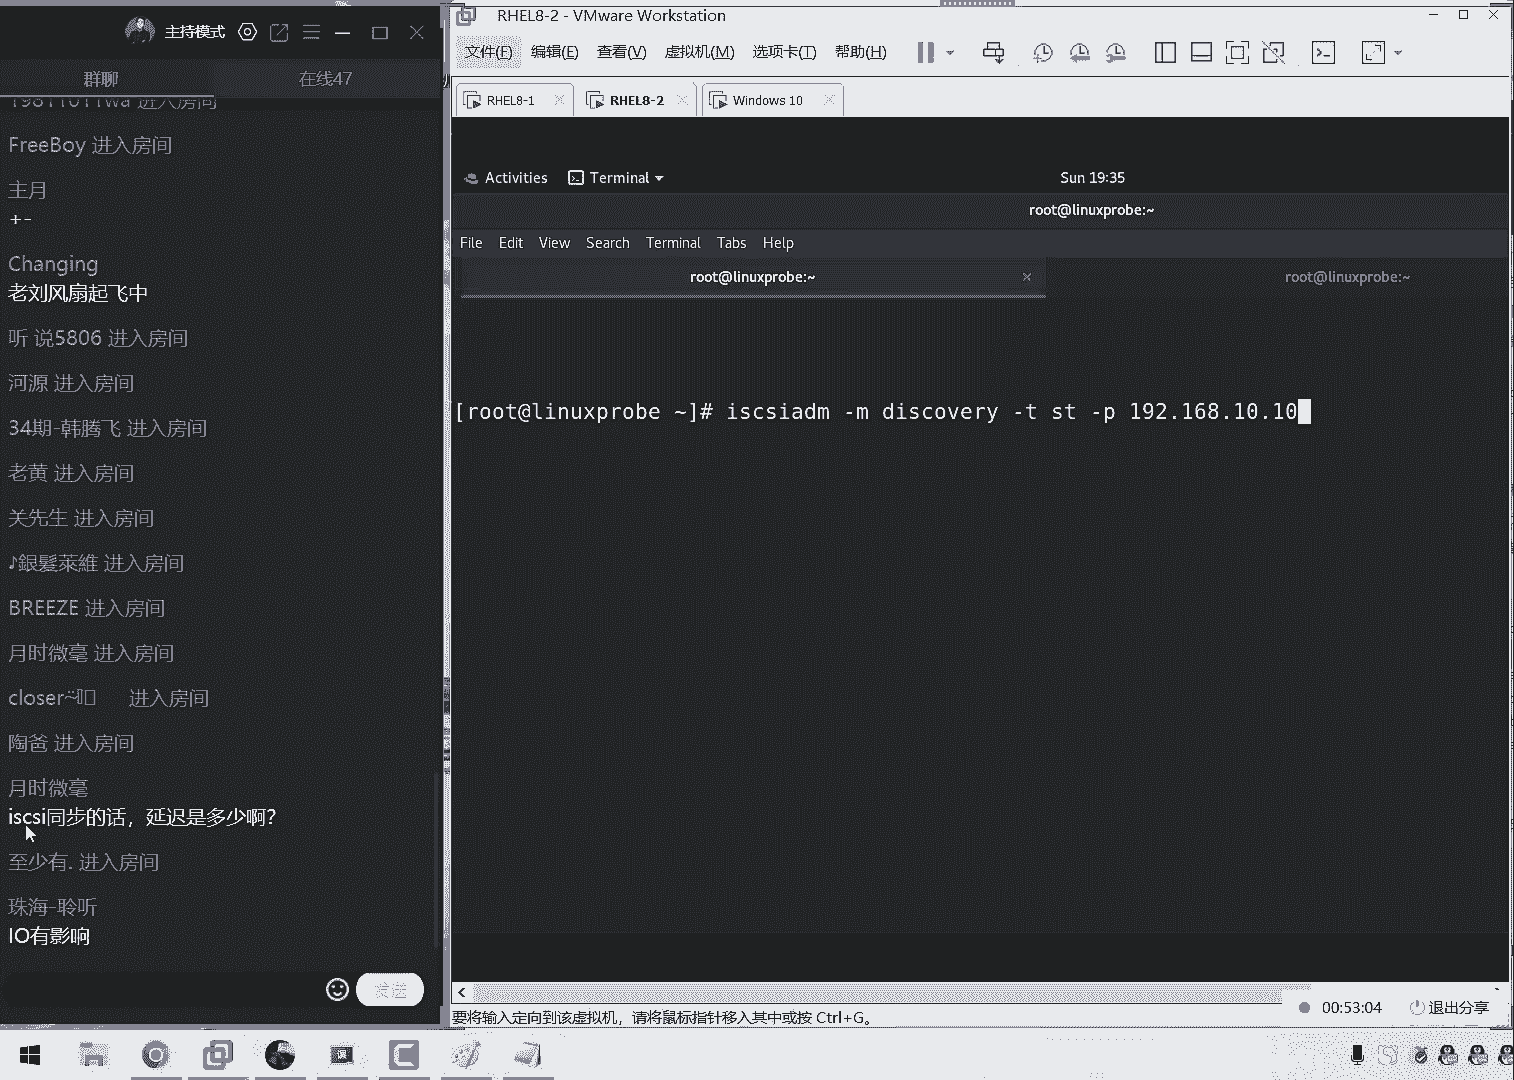 主持模式
群聊
在线47
进入房间
FreeBoy 进入房间
主月
+-
Changing
老刘风扇起飞中
听 说5806 进入房间
河源 进入房间
34期-韩腾飞 进入房间
老黄 进入房间
关先生 进入房间
♪銀髮萊維 进入房间
BREEZE 进入房间
月时微毫 进入房间
closer 进入房间
陶爸 进入房间
月时微毫
iscsi同步的话，延迟是多少啊？
至少有. 进入房间
珠海-聆听
IO有影响
发送
RHEL8-2 - VMware Workstation
文件(F) 编辑(E) 查看(V) 虚拟机(M) 选项卡(T) 帮助(H)
RHEL8-1
RHEL8-2
Windows 10
Activities
Terminal
Sun 19:35
root@linuxprobe:~
File Edit View Search Terminal Tabs Help
root@linuxprobe:~
root@linuxprobe:~
[root@linuxprobe ~]# iscsiadm -m discovery -t st -p 192.168.10.10
00:53:04
退出分享
要将输入定向到该虚拟机，请将鼠标指针移入其中或按 Ctrl+G。